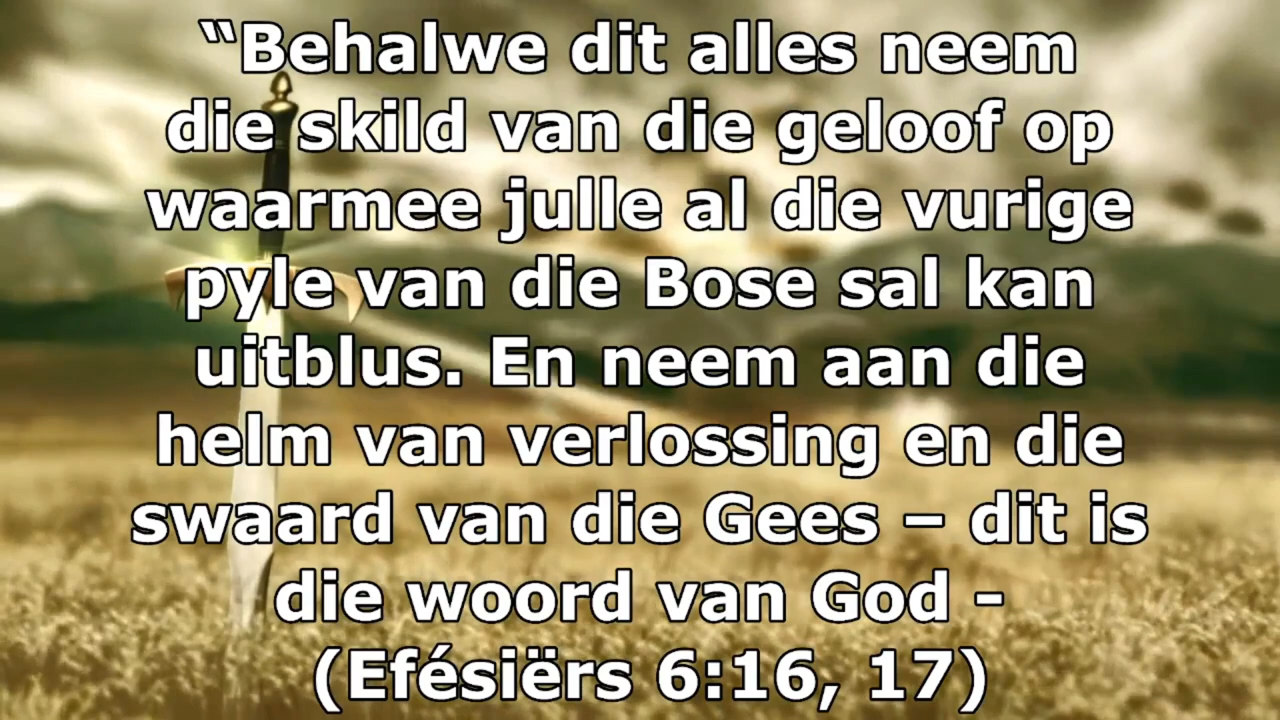 “Behalwe dit alles neem
die skild van die geloof op
waarmee julle al die vurige
pyle van die Bose sal kan
uitblus. En neem aan die
helm van verlossing en die
swaard van die Gees – dit is
die woord van God -
(Efésiërs 6:16, 17)